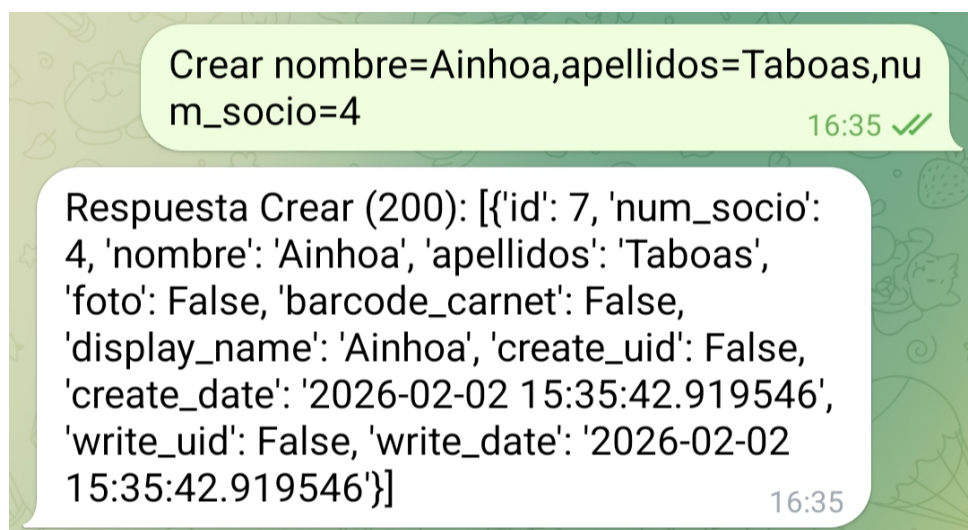 Crear nombre=Ainhoa,apellidos=Taboas,nu
m_socio=4
16:35
Respuesta Crear (200): [{'id': 7, 'num_socio':
4, 'nombre': 'Ainhoa', 'apellidos': 'Taboas',
'foto': False, 'barcode_carnet': False,
'display_name': 'Ainhoa', 'create_uid': False,
'create_date': '2026-02-02 15:35:42.919546',
'write_uid': False, 'write_date': '2026-02-02
15:35:42.919546'}]
16:35